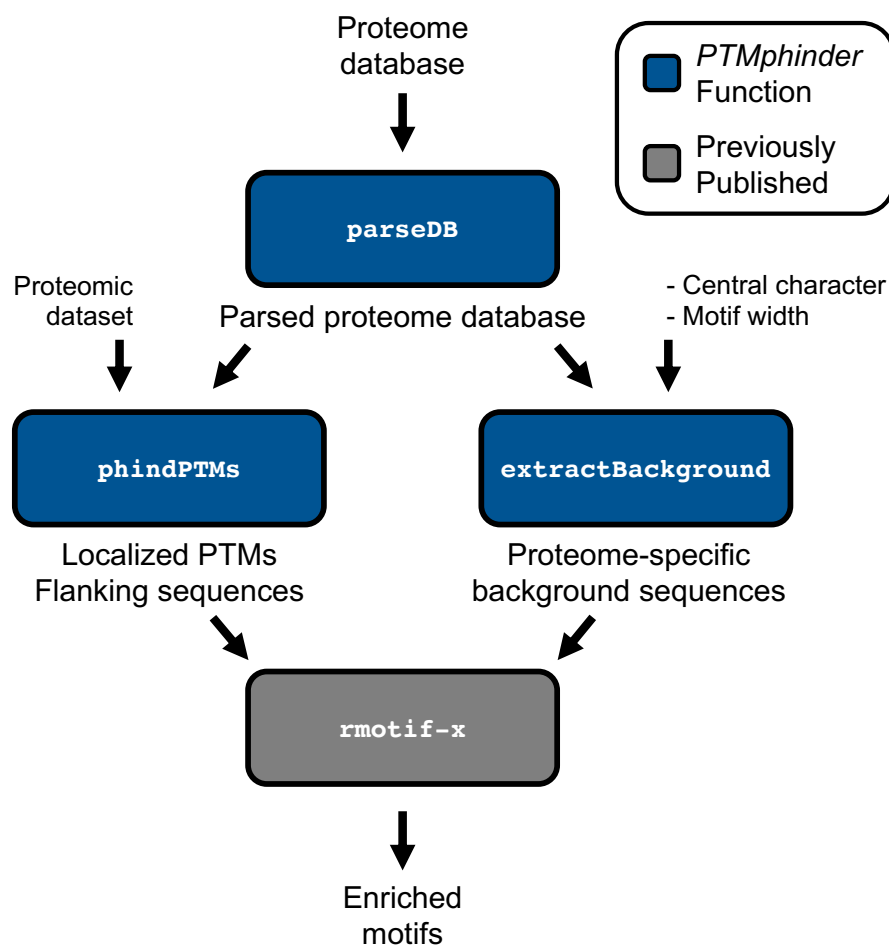 Proteome
database
PTMphinder
Function
Previously
Published
parseDB
Proteomic
dataset
Parsed proteome database
- Central character
- Motif width
phindPTMs
extractBackground
Localized PTMs
Flanking sequences
Proteome-specific
background sequences
rmotif-x
Enriched
motifs